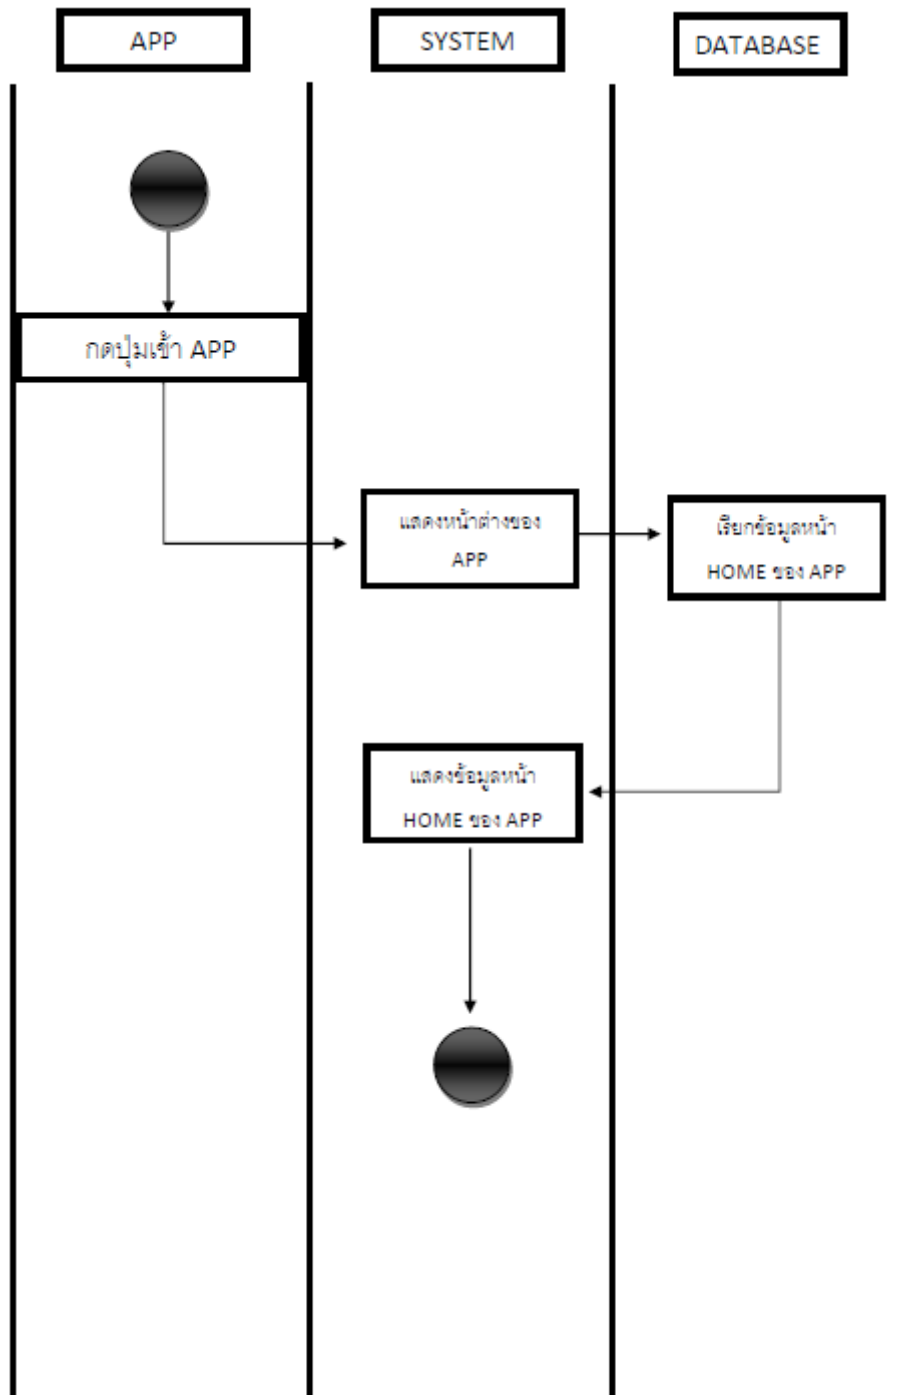 APP
SYSTEM
DATABASE
กดปุ่มเข้า APP
แสดงหน้าต่างของ
APP
เรียกข้อมูลหน้า
HOME ของ APP
แสดงข้อมูลหน้า
HOME ของ APP